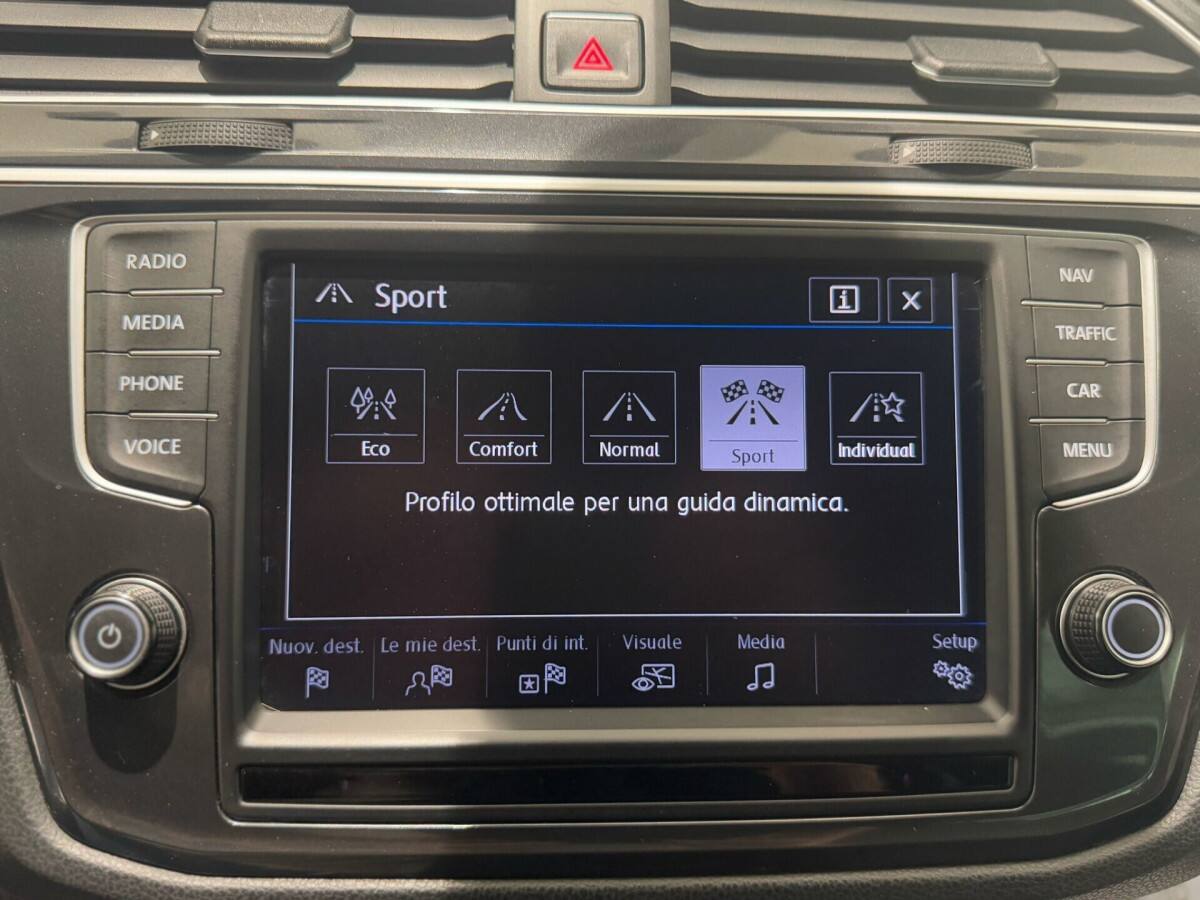 RADIO
MEDIA
PHONE
VOICE
Sport
i X
Eco Comfort Normal Sport Individual
Profilo ottimale per una guida dinamica.
Nuov. dest. Le mie dest. Punti di int. Visuale Media Setup
NAV
TRAFFIC
CAR
MENU